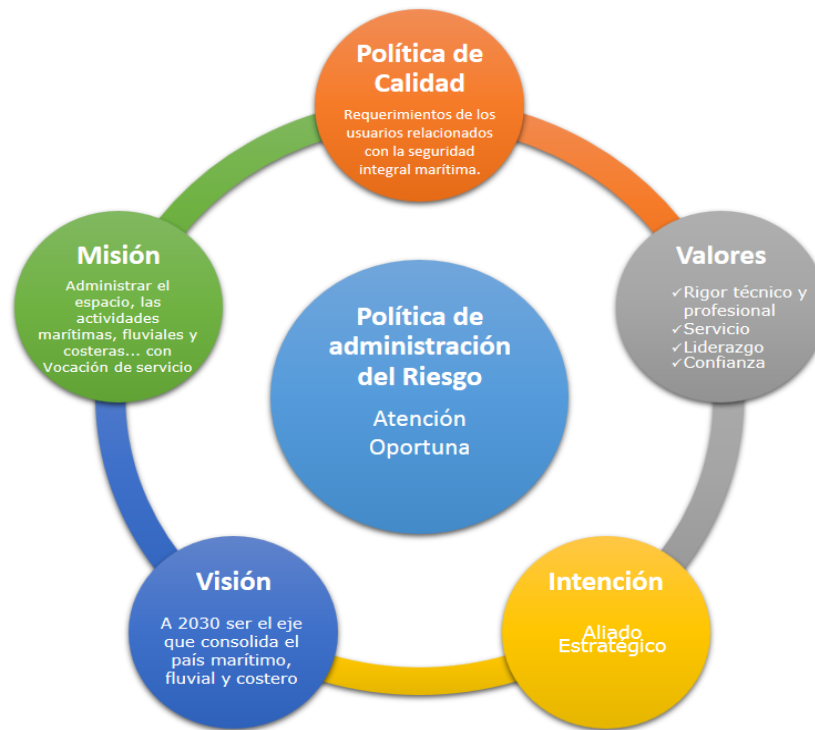 Política de
Calidad
Requerimientos de los
usuarios relacionados
con la seguridad
integral marítima.
Misión
Administrar el
espacio, las
actividades
marítimas, fluviales y
costeras... con
Vocación de servicio
Valores
✓Rigor técnico y
profesional
✓Servicio
✓Liderazgo
✓Confianza
Política de
administración
del Riesgo
Atención
Oportuna
Visión
A 2030 ser el eje
que consolida el
país marítimo,
fluvial y costero
Intención
Aliado
Estratégico